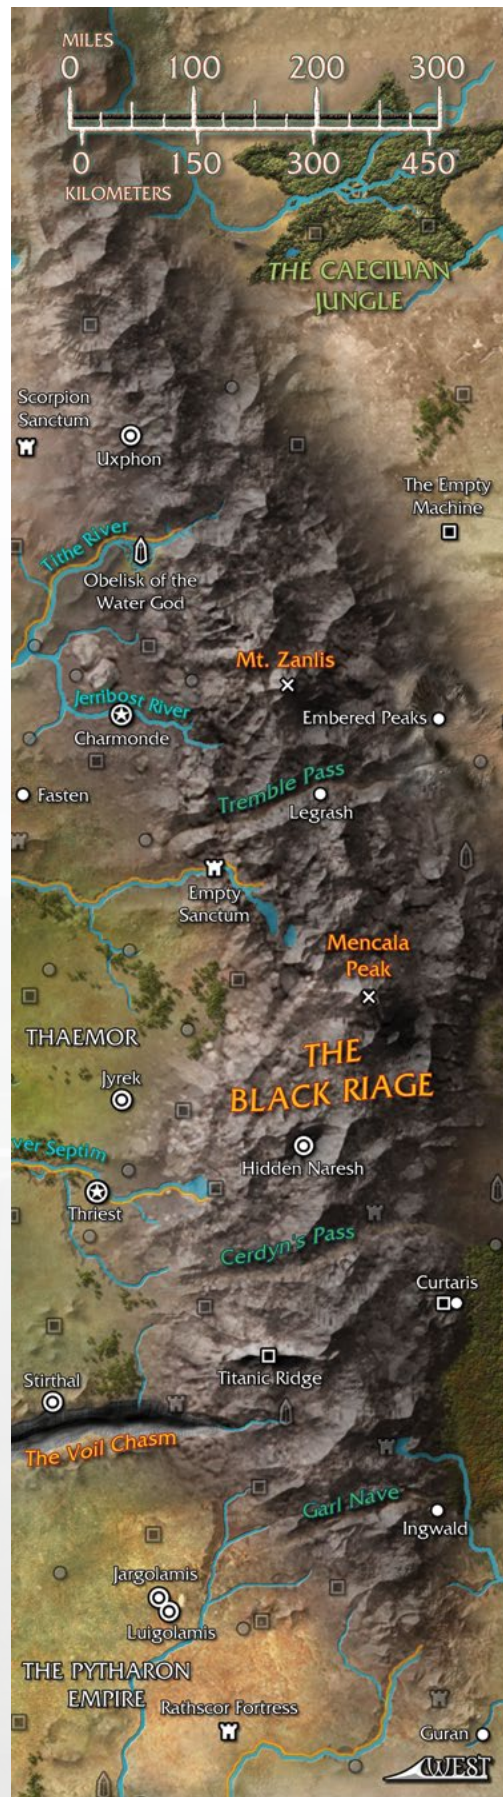 MILES
0 100 200 300
0 150 300 450
KILOMETERS
THE CAECILIAN
JUNGLE
Scorpion
Sanctum
Uxphon
The Empty
Machine
Tithe River
Obelisk of the
Water God
Mt. Zanlis
Jerribost River
Embered Peaks
Charmonde
Tremble Pass
Fasten
Legrash
Empty
Sanctum
Mencala
Peak
THAEMOR
THE
BLACK RIAGE
Jyrek
ver Septim
Hidden Naresh
Thriest
Cerdyn's Pass
Curtaris
Titanic Ridge
Stirthal
The Voil Chasm
Garl Nave
Ingwald
Jargolamis
Luigolamis
THE PYTHARON
EMPIRE
Rathscor Fortress
Guran
WEST